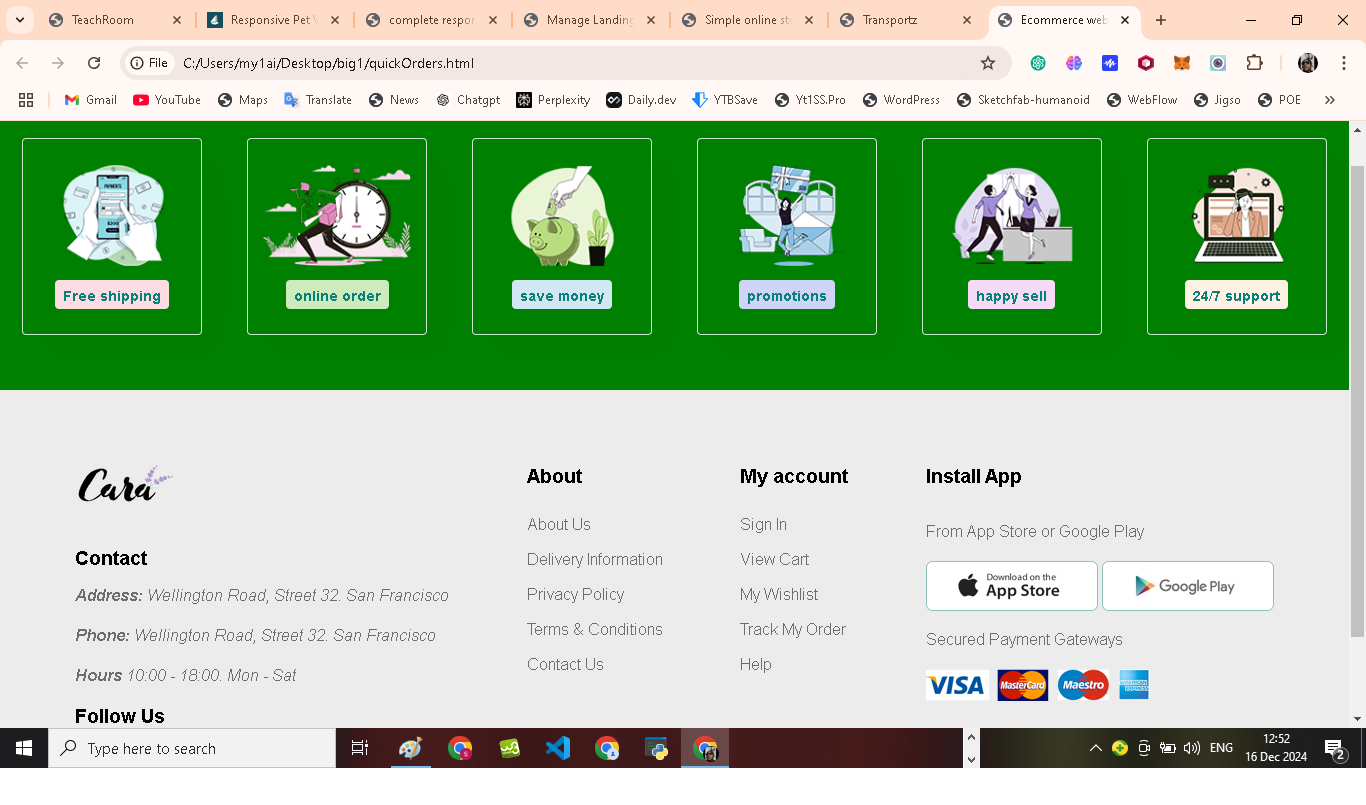 TeachRoom
Responsive Pet V
complete respon
Manage Landing
Simple online st
Transportz
Ecommerce web
File
C:/Users/my1ai/Desktop/big1/quickOrders.html
Gmail
YouTube
Maps
Translate
News
Chatgpt
Perplexity
Daily.dev
YTBSave
Yt1SS.Pro
WordPress
Sketchfab-humanoid
WebFlow
Jigso
POE
Free shipping
online order
save money
promotions
happy sell
24/7 support
Cara
Contact
Address: Wellington Road, Street 32. San Francisco
Phone: Wellington Road, Street 32. San Francisco
Hours 10:00 - 18:00. Mon - Sat
Follow Us
About
About Us
Delivery Information
Privacy Policy
Terms & Conditions
Contact Us
My account
Sign In
View Cart
My Wishlist
Track My Order
Help
Install App
From App Store or Google Play
Download on the
App Store
Google Play
Secured Payment Gateways
VISA
MasterCard
Maestro
AMERICAN
EXPRESS
Type here to search
ENG
12:52
16 Dec 2024
2